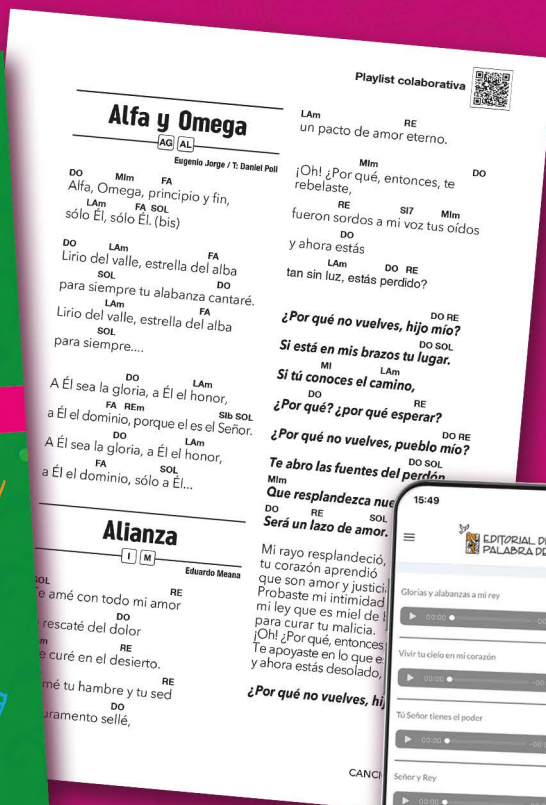 Playlist colaborativa
Alfa y Omega
AG AL
Eugenio Jorge / T: Daniel Poli
DO MIm FA
Alfa, Omega, principio y fin,
LAm FA SOL
sólo Él, sólo Él. (bis)
DO LAm FA
Lirio del valle, estrella del alba
SOL DO
para siempre tu alabanza cantaré.
LAm FA
Lirio del valle, estrella del alba
SOL
para siempre....
DO LAm
A Él sea la gloria, a Él el honor,
FA REm SIb SOL
a Él el dominio, porque el es el Señor.
DO LAm
A Él sea la gloria, a Él el honor,
FA SOL
a Él el dominio, sólo a Él...
Alianza
I M
Eduardo Meana
SOL RE
Te amé con todo mi amor
DO
rescaté del dolor
RE
curé en el desierto.
RE
mé tu hambre y tu sed
DO
uramento sellé,
LAm RE
un pacto de amor eterno.
MIm DO
¡Oh! ¿Por qué, entonces, te
rebelaste,
RE SI7 MIm
fueron sordos a mi voz tus oídos
DO
y ahora estás
LAm DO RE
tan sin luz, estás perdido?
DO RE
¿Por qué no vuelves, hijo mío?
DO SOL
Si está en mis brazos tu lugar.
MI LAm
Si tú conoces el camino,
DO RE
¿Por qué? ¿por qué esperar?
DO RE
¿Por qué no vuelves, pueblo mío?
DO SOL
Te abro las fuentes del perdón
MIm
Que resplandezca nue
DO RE SOL
Será un lazo de amor.
Mi rayo resplandeció,
tu corazón aprendió
que son amor y justici
Probaste mi intimidad
mi ley que es miel de
para curar tu malicia.
¡Oh! ¿Por qué, entonces
Te apoyaste en lo que e
y ahora estás desolado,
¿Por qué no vuelves, hij
CANCI
15:49
EDITORIAL DE
PALABRA DE
Glorias y alabanzas a mi rey
00:00 -00
Vivir tu cielo en mi corazón
00:00 -00
Tú Señor tienes el poder
00:00 -00
Señor y Rey
00:00